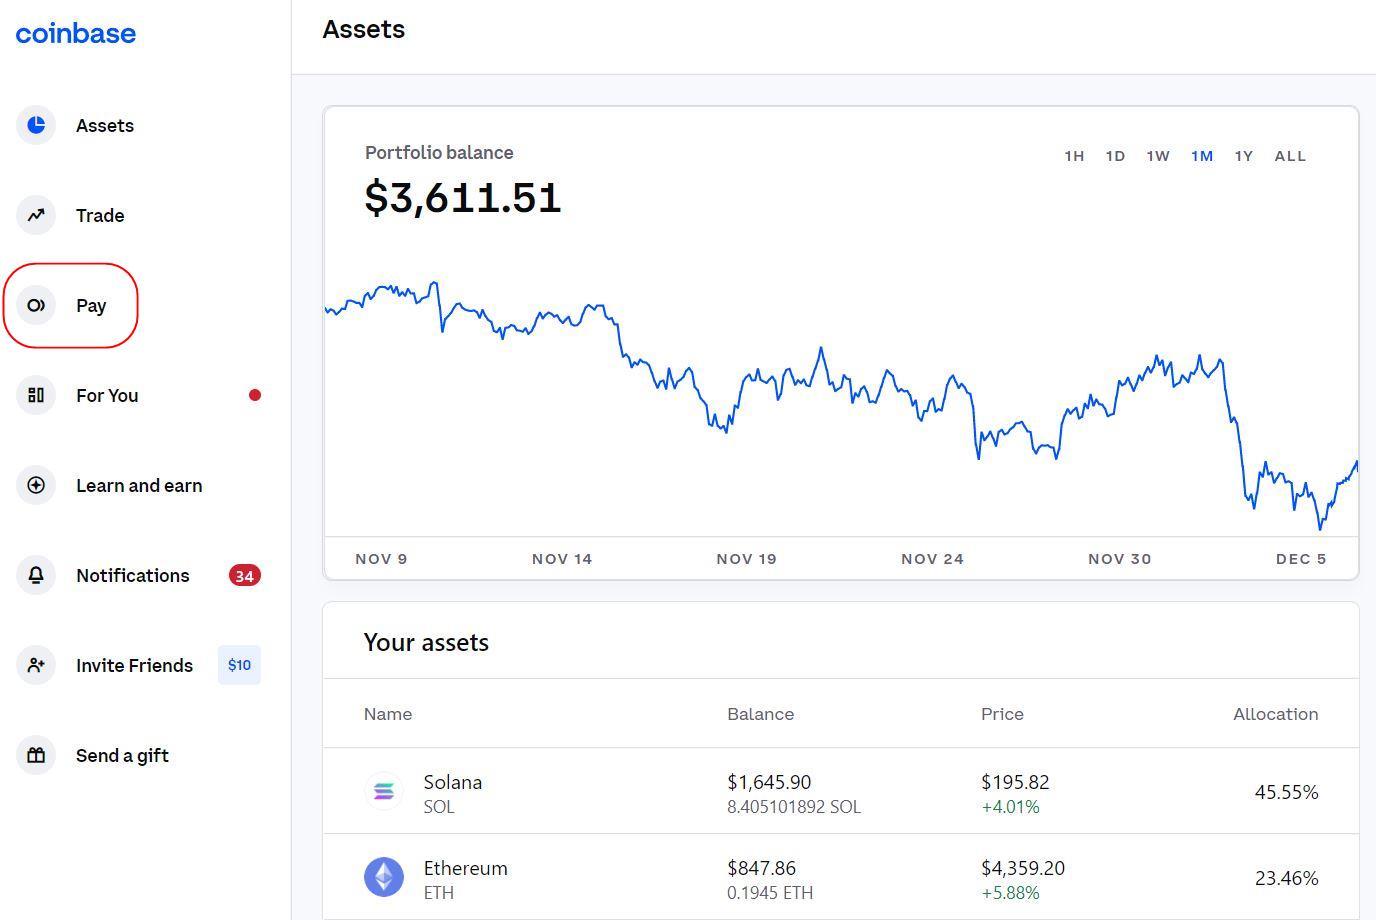 coinbase
Assets
Trade
Pay
For You
Learn and earn
Notifications 34
Invite Friends $10
Send a gift
Assets
Portfolio balance
$3,611.51
1H 1D 1W 1M 1Y ALL
NOV 9 NOV 14 NOV 19 NOV 24 NOV 30 DEC 5
Your assets
Name Balance Price Allocation
Solana $1,645.90 $195.82 45.55%
SOL 8.405101892 SOL +4.01%
Ethereum $847.86 $4,359.20 23.46%
ETH 0.1945 ETH +5.88%